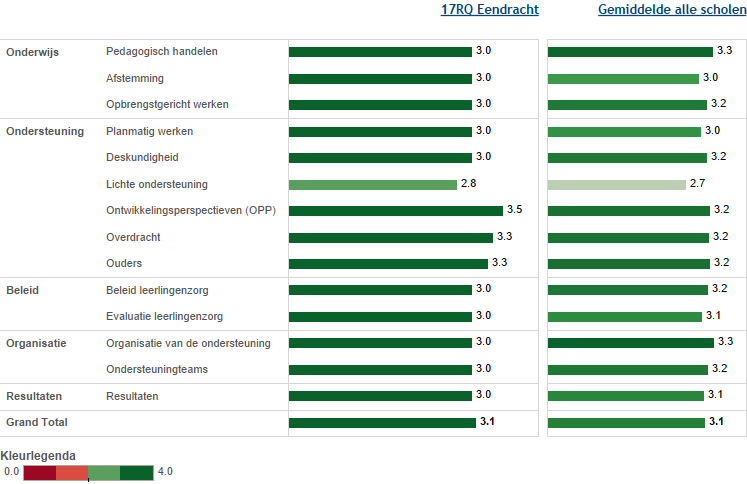 17RQ Eendracht Gemiddelde alle scholen
Onderwijs Pedagogisch handelen 3.0 3.3
Afstemming 3.0 3.0
Opbrengstgericht werken 3.0 3.2
Ondersteuning Planmatig werken 3.0 3.0
Deskundigheid 3.0 3.2
Lichte ondersteuning 2.8 2.7
Ontwikkelingsperspectieven (OPP) 3.5 3.2
Overdracht 3.3 3.2
Ouders 3.3 3.2
Beleid Beleid leerlingenzorg 3.0 3.2
Evaluatie leerlingenzorg 3.0 3.1
Organisatie Organisatie van de ondersteuning 3.0 3.3
Ondersteuningteams 3.0 3.2
Resultaten Resultaten 3.0 3.1
Grand Total 3.1 3.1
Kleurlegenda
0.0 4.0